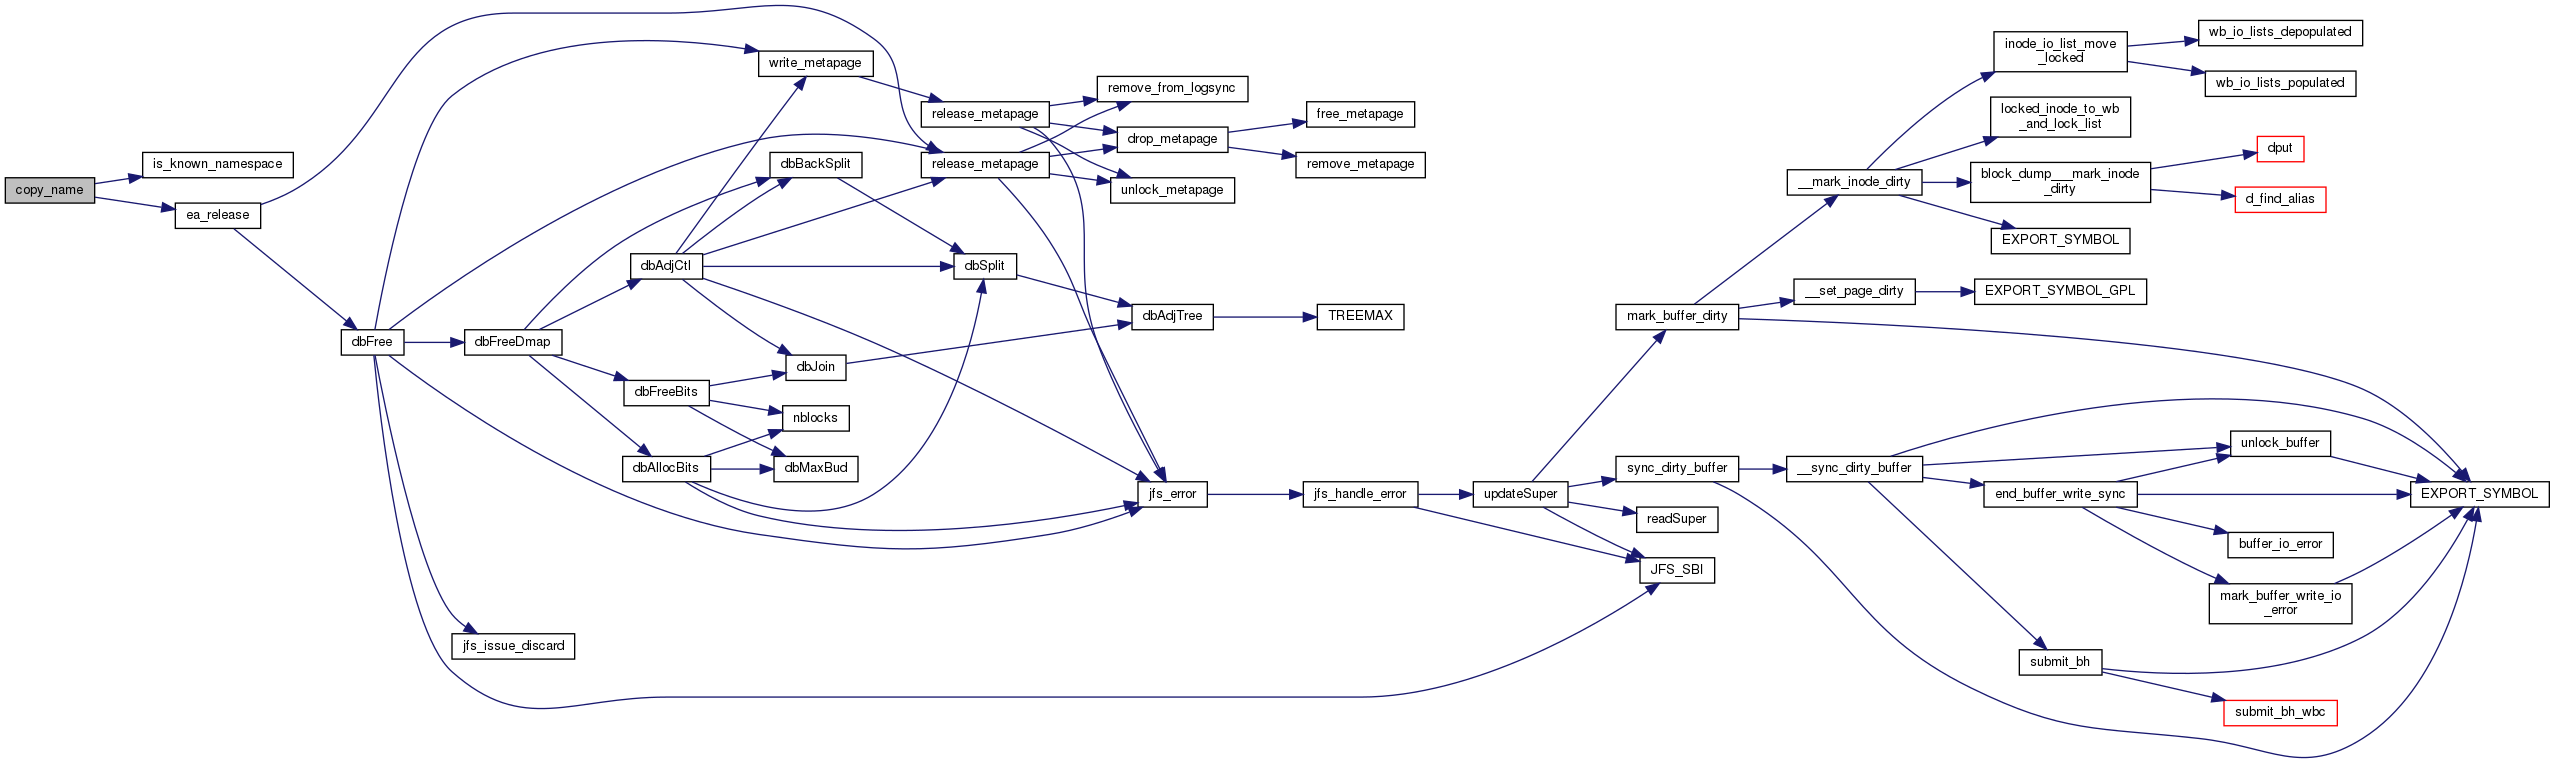 copy_name
is_known_namespace
ea_release
dbFree
write_metapage
release_metapage
remove_from_logsync
drop_metapage
free_metapage
remove_metapage
release_metapage
unlock_metapage
dbBackSplit
dbAdjCtl
dbSplit
dbFreeDmap
dbAdjTree
TREEMAX
dbJoin
dbFreeBits
nblocks
dbAllocBits
dbMaxBud
jfs_error
jfs_handle_error
updateSuper
jfs_issue_discard
JFS_SBI
readSuper
sync_dirty_buffer
mark_buffer_dirty
__mark_inode_dirty
inode_io_list_move
_locked
wb_io_lists_depopulated
wb_io_lists_populated
locked_inode_to_wb
_and_lock_list
block_dump___mark_inode
_dirty
dput
d_find_alias
EXPORT_SYMBOL
__set_page_dirty
EXPORT_SYMBOL_GPL
__sync_dirty_buffer
unlock_buffer
end_buffer_write_sync
EXPORT_SYMBOL
buffer_io_error
mark_buffer_write_io
_error
submit_bh
submit_bh_wbc